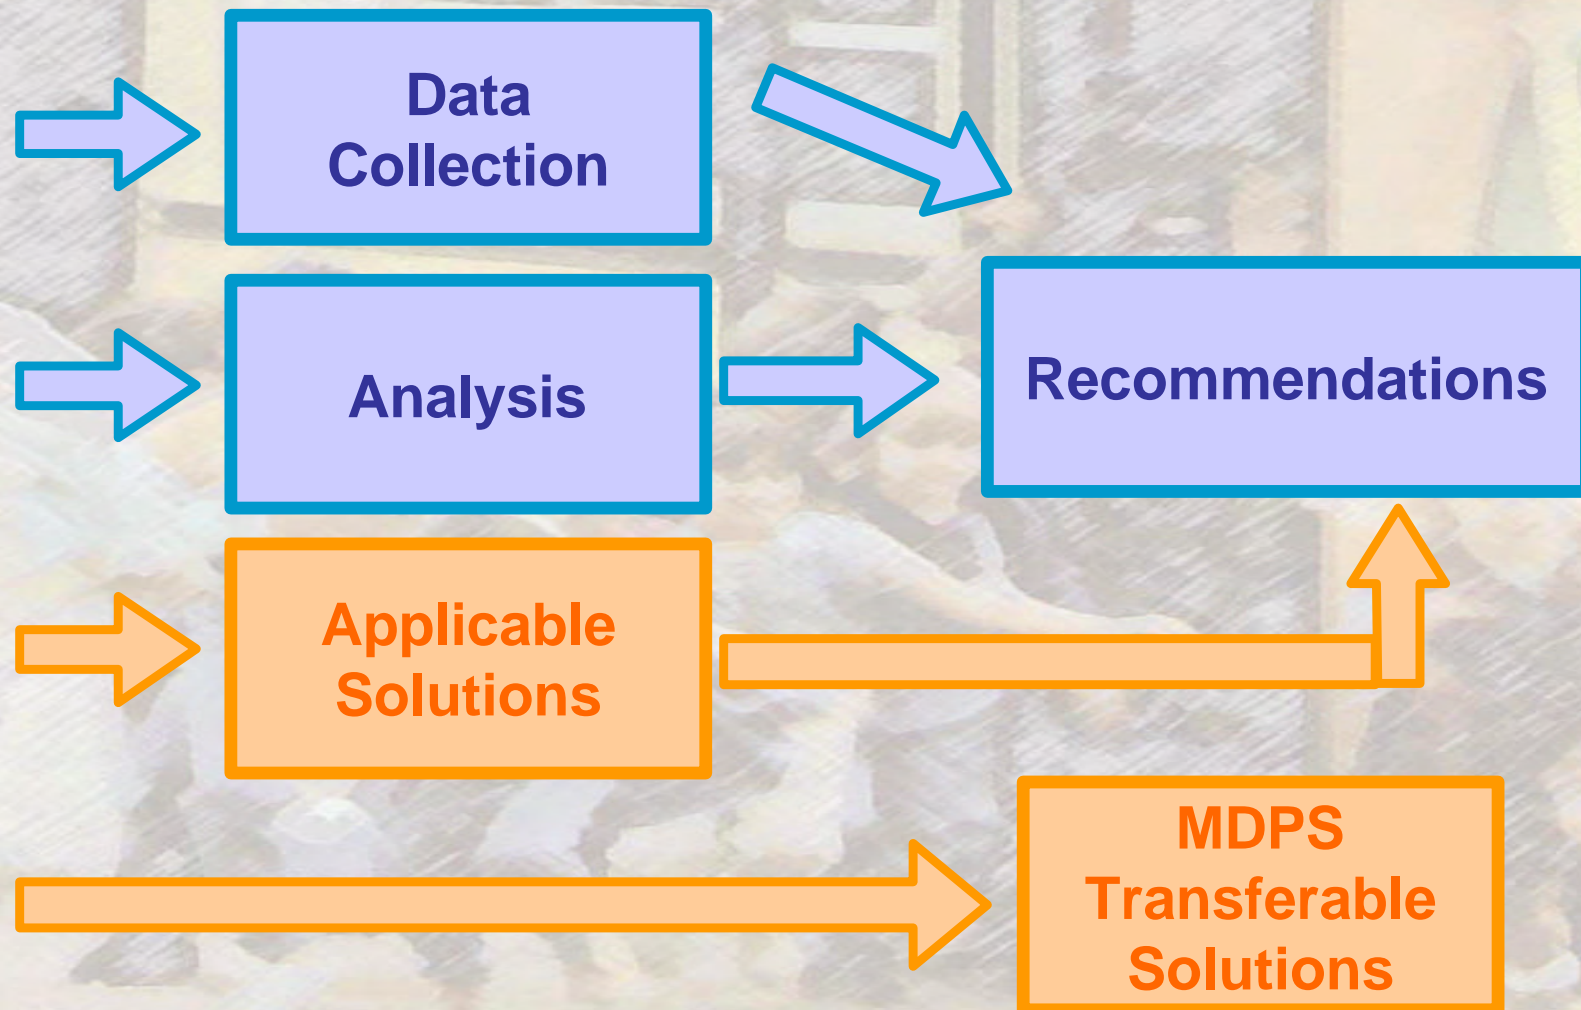 Data
Collection
Analysis
Recommendations
Applicable
Solutions
MDPS
Transferable
Solutions